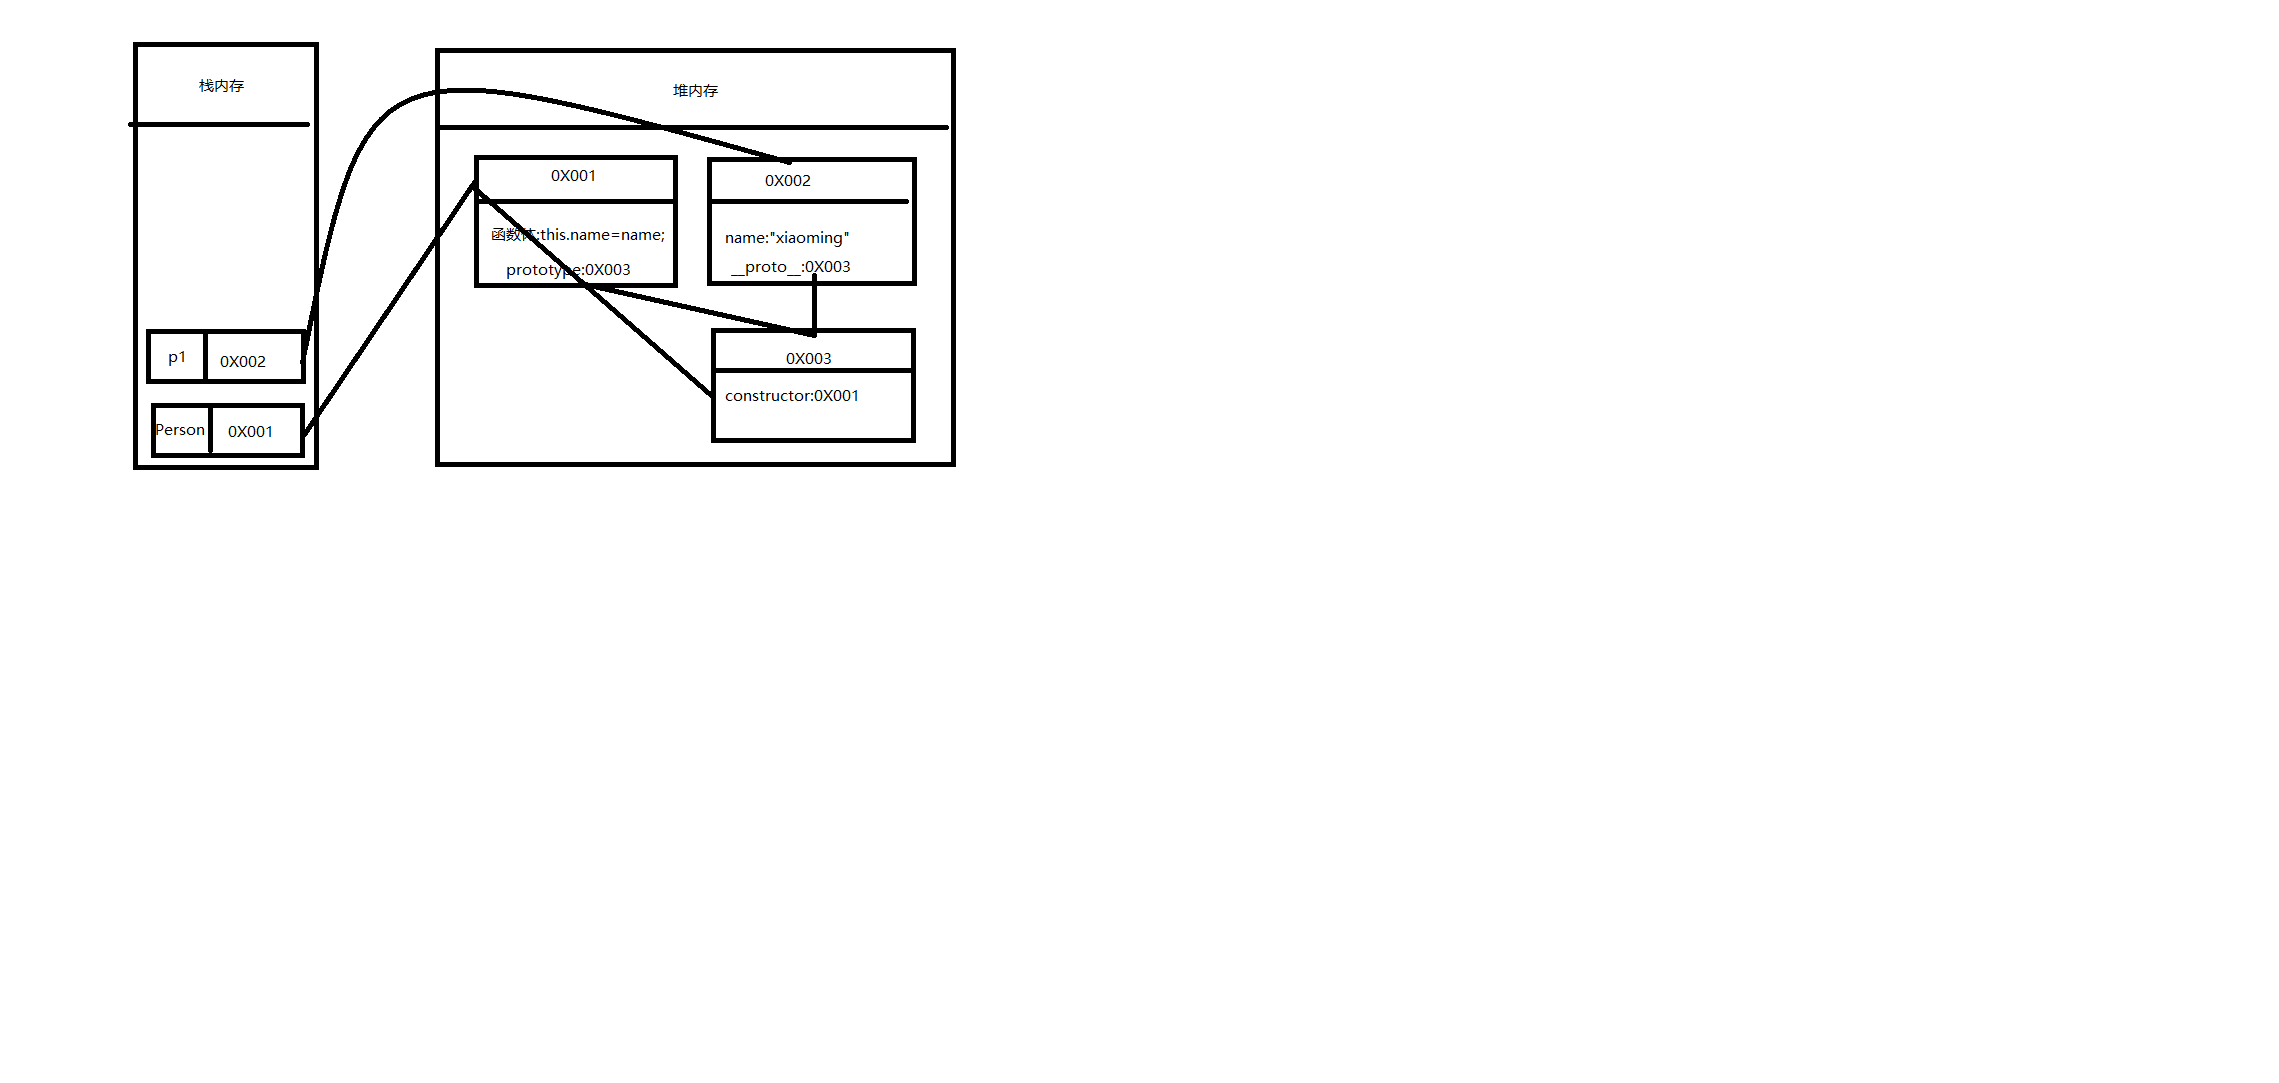 栈内存
p1
0X002
Person
0X001
堆内存
0X001
函数体:this.name=name;
prototype:0X003
0X002
name:"xiaoming"
__proto__:0X003
0X003
constructor:0X001